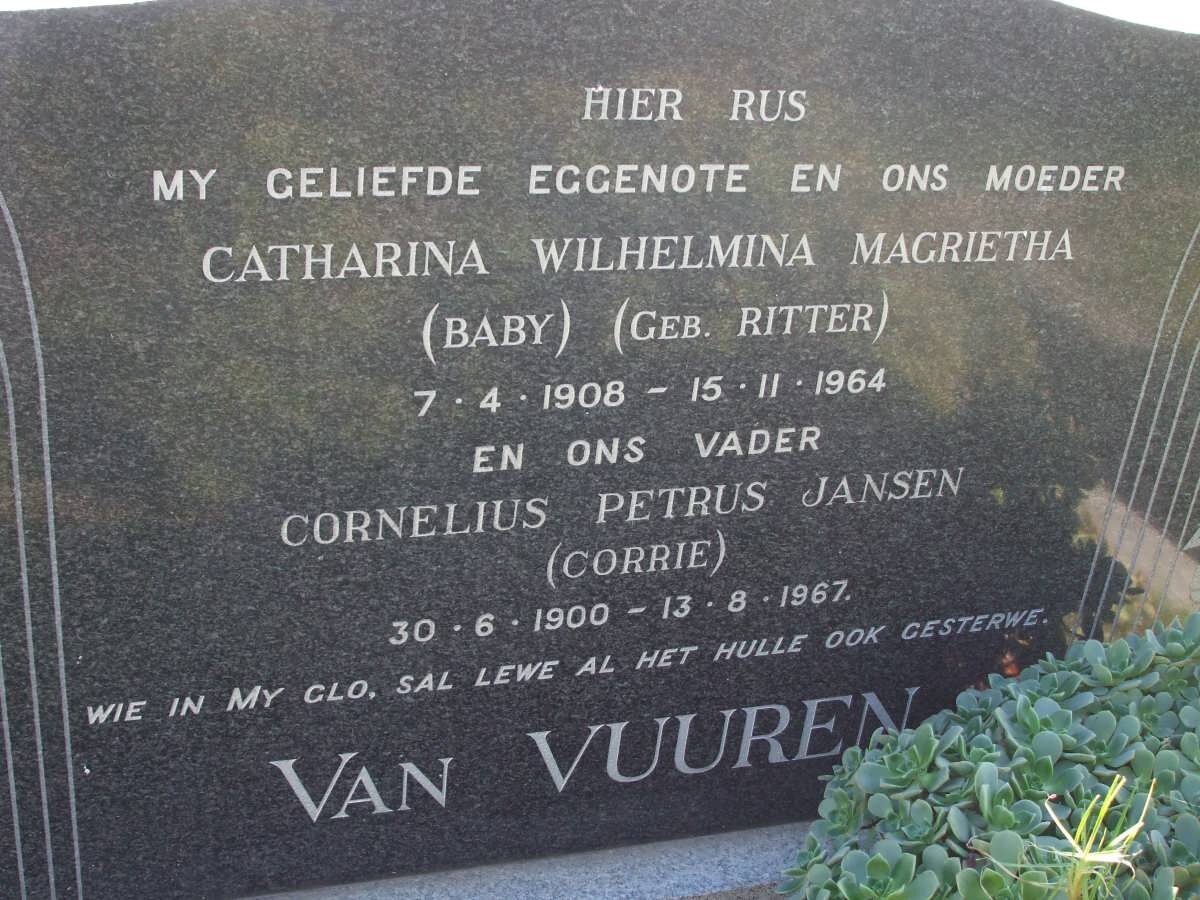 HIER RUS
MY GELIEFDE EGGENOTE EN ONS MOEDER
CATHARINA WILHELMINA MAGRIETHA
(BABY) (GEB. RITTER)
7 · 4 · 1908 – 15 · 11 · 1964
EN ONS VADER
CORNELIUS PETRUS JANSEN
(CORRIE)
30 · 6 · 1900 – 13 · 8 · 1967.
WIE IN MY GLO, SAL LEWE AL HET HULLE OOK GESTERWE.
VAN VUUREN